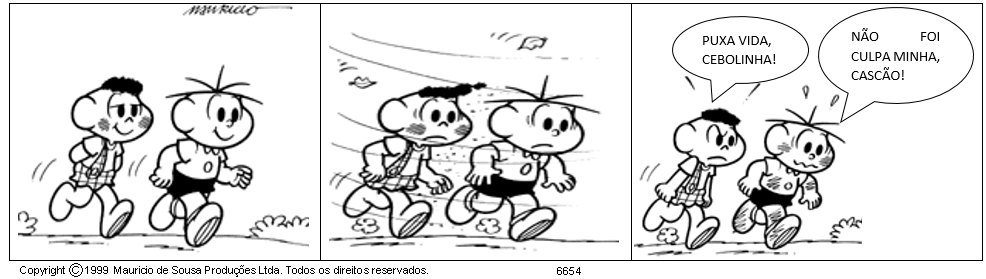 MAURICIO
PUXA VIDA,
CEBOLINHA!
NÃO FOI
CULPA MINHA,
CASCÃO!
Copyright ©1999 Mauricio de Sousa Produções Ltda. Todos os direitos reservados.
6654